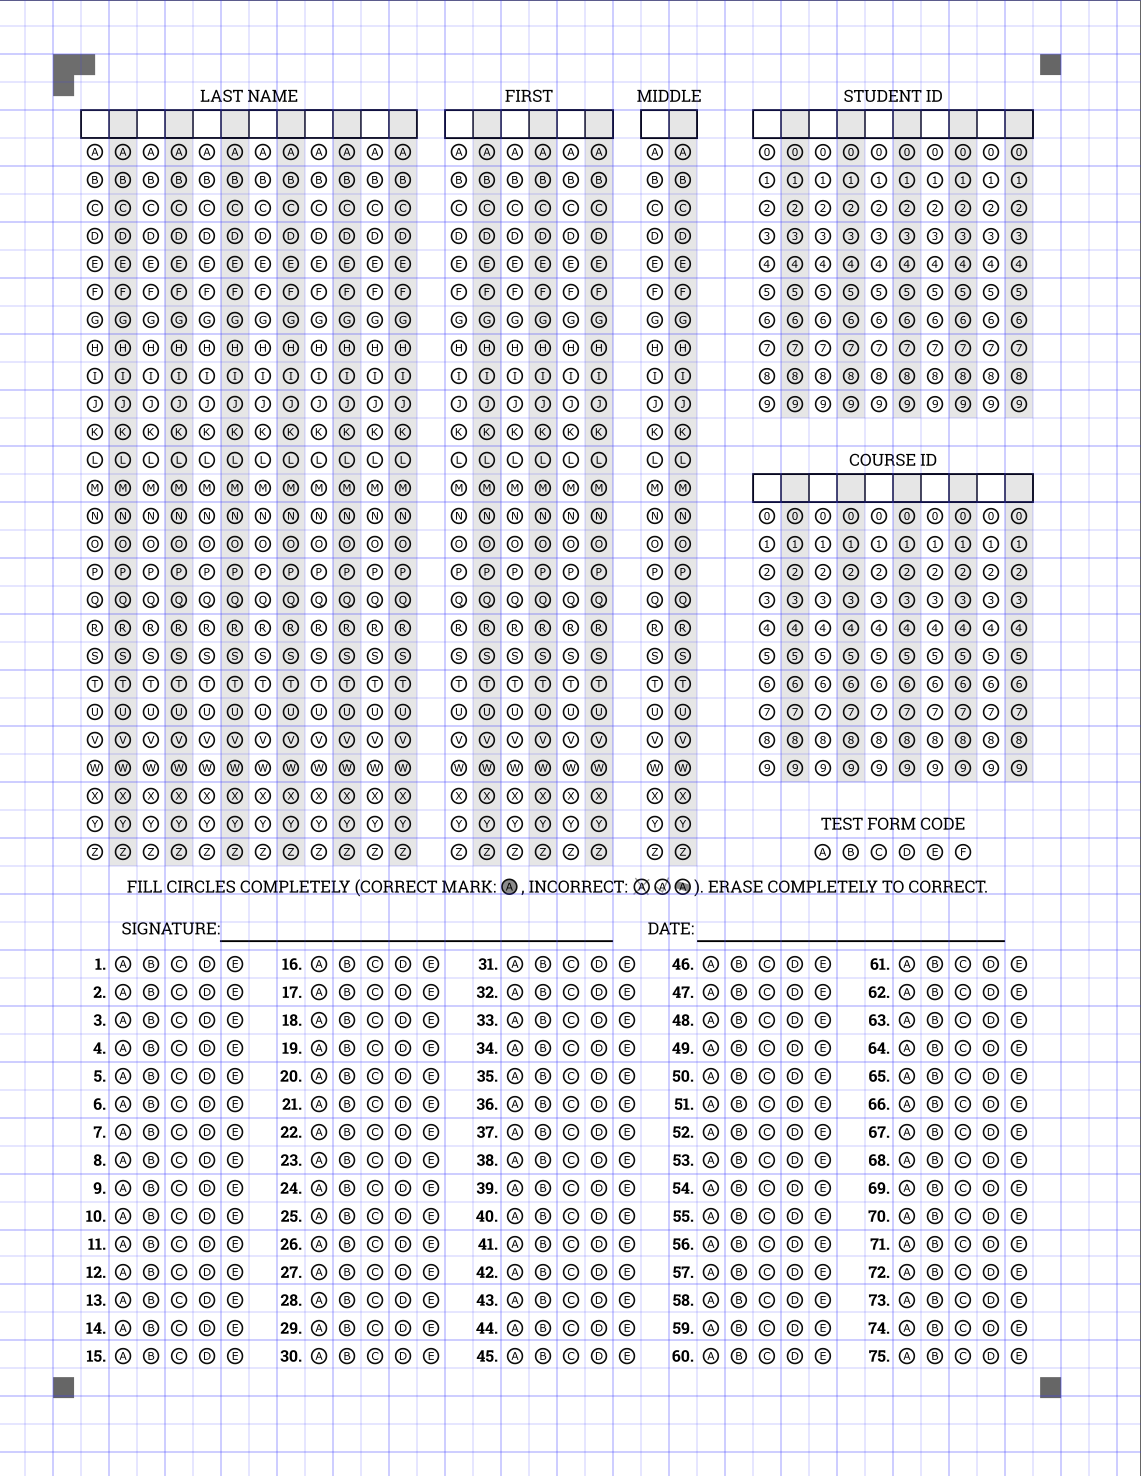 LAST NAME FIRST MIDDLE STUDENT ID
A A A A A A A A A A A A A A A A A A A A 0 0 0 0 0 0 0 0 0 0
B B B B B B B B B B B B B B B B B B B B 1 1 1 1 1 1 1 1 1 1
C C C C C C C C C C C C C C C C C C C C 2 2 2 2 2 2 2 2 2 2
D D D D D D D D D D D D D D D D D D D D 3 3 3 3 3 3 3 3 3 3
E E E E E E E E E E E E E E E E E E E E 4 4 4 4 4 4 4 4 4 4
F F F F F F F F F F F F F F F F F F F F 5 5 5 5 5 5 5 5 5 5
G G G G G G G G G G G G G G G G G G G G 6 6 6 6 6 6 6 6 6 6
H H H H H H H H H H H H H H H H H H H H 7 7 7 7 7 7 7 7 7 7
I I I I I I I I I I I I I I I I I I I I 8 8 8 8 8 8 8 8 8 8
J J J J J J J J J J J J J J J J J J J J 9 9 9 9 9 9 9 9 9 9
K K K K K K K K K K K K K K K K K K K K
L L L L L L L L L L L L L L L L L L L L COURSE ID
M M M M M M M M M M M M M M M M M M M M
N N N N N N N N N N N N N N N N N N N N 0 0 0 0 0 0 0 0 0 0
O O O O O O O O O O O O O O O O O O O O 1 1 1 1 1 1 1 1 1 1
P P P P P P P P P P P P P P P P P P P P 2 2 2 2 2 2 2 2 2 2
Q Q Q Q Q Q Q Q Q Q Q Q Q Q Q Q Q Q Q Q 3 3 3 3 3 3 3 3 3 3
R R R R R R R R R R R R R R R R R R R R 4 4 4 4 4 4 4 4 4 4
S S S S S S S S S S S S S S S S S S S S 5 5 5 5 5 5 5 5 5 5
T T T T T T T T T T T T T T T T T T T T 6 6 6 6 6 6 6 6 6 6
U U U U U U U U U U U U U U U U U U U U 7 7 7 7 7 7 7 7 7 7
V V V V V V V V V V V V V V V V V V V V 8 8 8 8 8 8 8 8 8 8
W W W W W W W W W W W W W W W W W W W W 9 9 9 9 9 9 9 9 9 9
X X X X X X X X X X X X X X X X X X X X
Y Y Y Y Y Y Y Y Y Y Y Y Y Y Y Y Y Y Y Y TEST FORM CODE
Z Z Z Z Z Z Z Z Z Z Z Z Z Z Z Z Z Z Z Z A B C D E F
FILL CIRCLES COMPLETELY (CORRECT MARK: A , INCORRECT: A A A ). ERASE COMPLETELY TO CORRECT.
SIGNATURE: DATE:
1. A B C D E 16. A B C D E 31. A B C D E 46. A B C D E 61. A B C D E
2. A B C D E 17. A B C D E 32. A B C D E 47. A B C D E 62. A B C D E
3. A B C D E 18. A B C D E 33. A B C D E 48. A B C D E 63. A B C D E
4. A B C D E 19. A B C D E 34. A B C D E 49. A B C D E 64. A B C D E
5. A B C D E 20. A B C D E 35. A B C D E 50. A B C D E 65. A B C D E
6. A B C D E 21. A B C D E 36. A B C D E 51. A B C D E 66. A B C D E
7. A B C D E 22. A B C D E 37. A B C D E 52. A B C D E 67. A B C D E
8. A B C D E 23. A B C D E 38. A B C D E 53. A B C D E 68. A B C D E
9. A B C D E 24. A B C D E 39. A B C D E 54. A B C D E 69. A B C D E
10. A B C D E 25. A B C D E 40. A B C D E 55. A B C D E 70. A B C D E
11. A B C D E 26. A B C D E 41. A B C D E 56. A B C D E 71. A B C D E
12. A B C D E 27. A B C D E 42. A B C D E 57. A B C D E 72. A B C D E
13. A B C D E 28. A B C D E 43. A B C D E 58. A B C D E 73. A B C D E
14. A B C D E 29. A B C D E 44. A B C D E 59. A B C D E 74. A B C D E
15. A B C D E 30. A B C D E 45. A B C D E 60. A B C D E 75. A B C D E